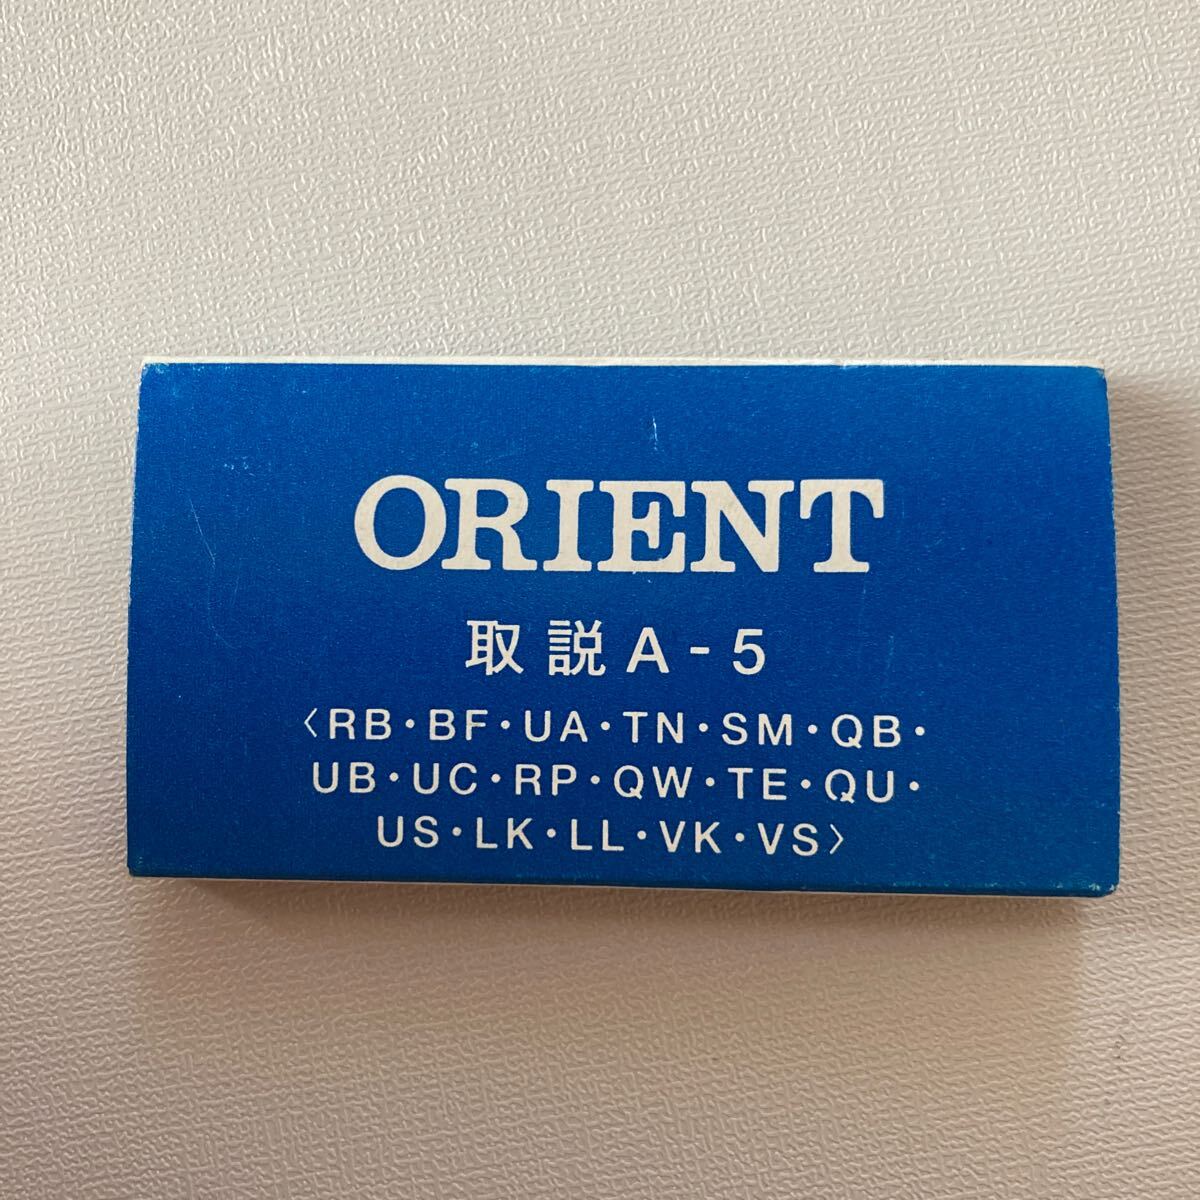 ORIENT
取説A-5
〈RB・BF・UA・TN・SM・QB・
UB・UC・RP・QW・TE・QU・
US・LK・LL・VK・VS〉